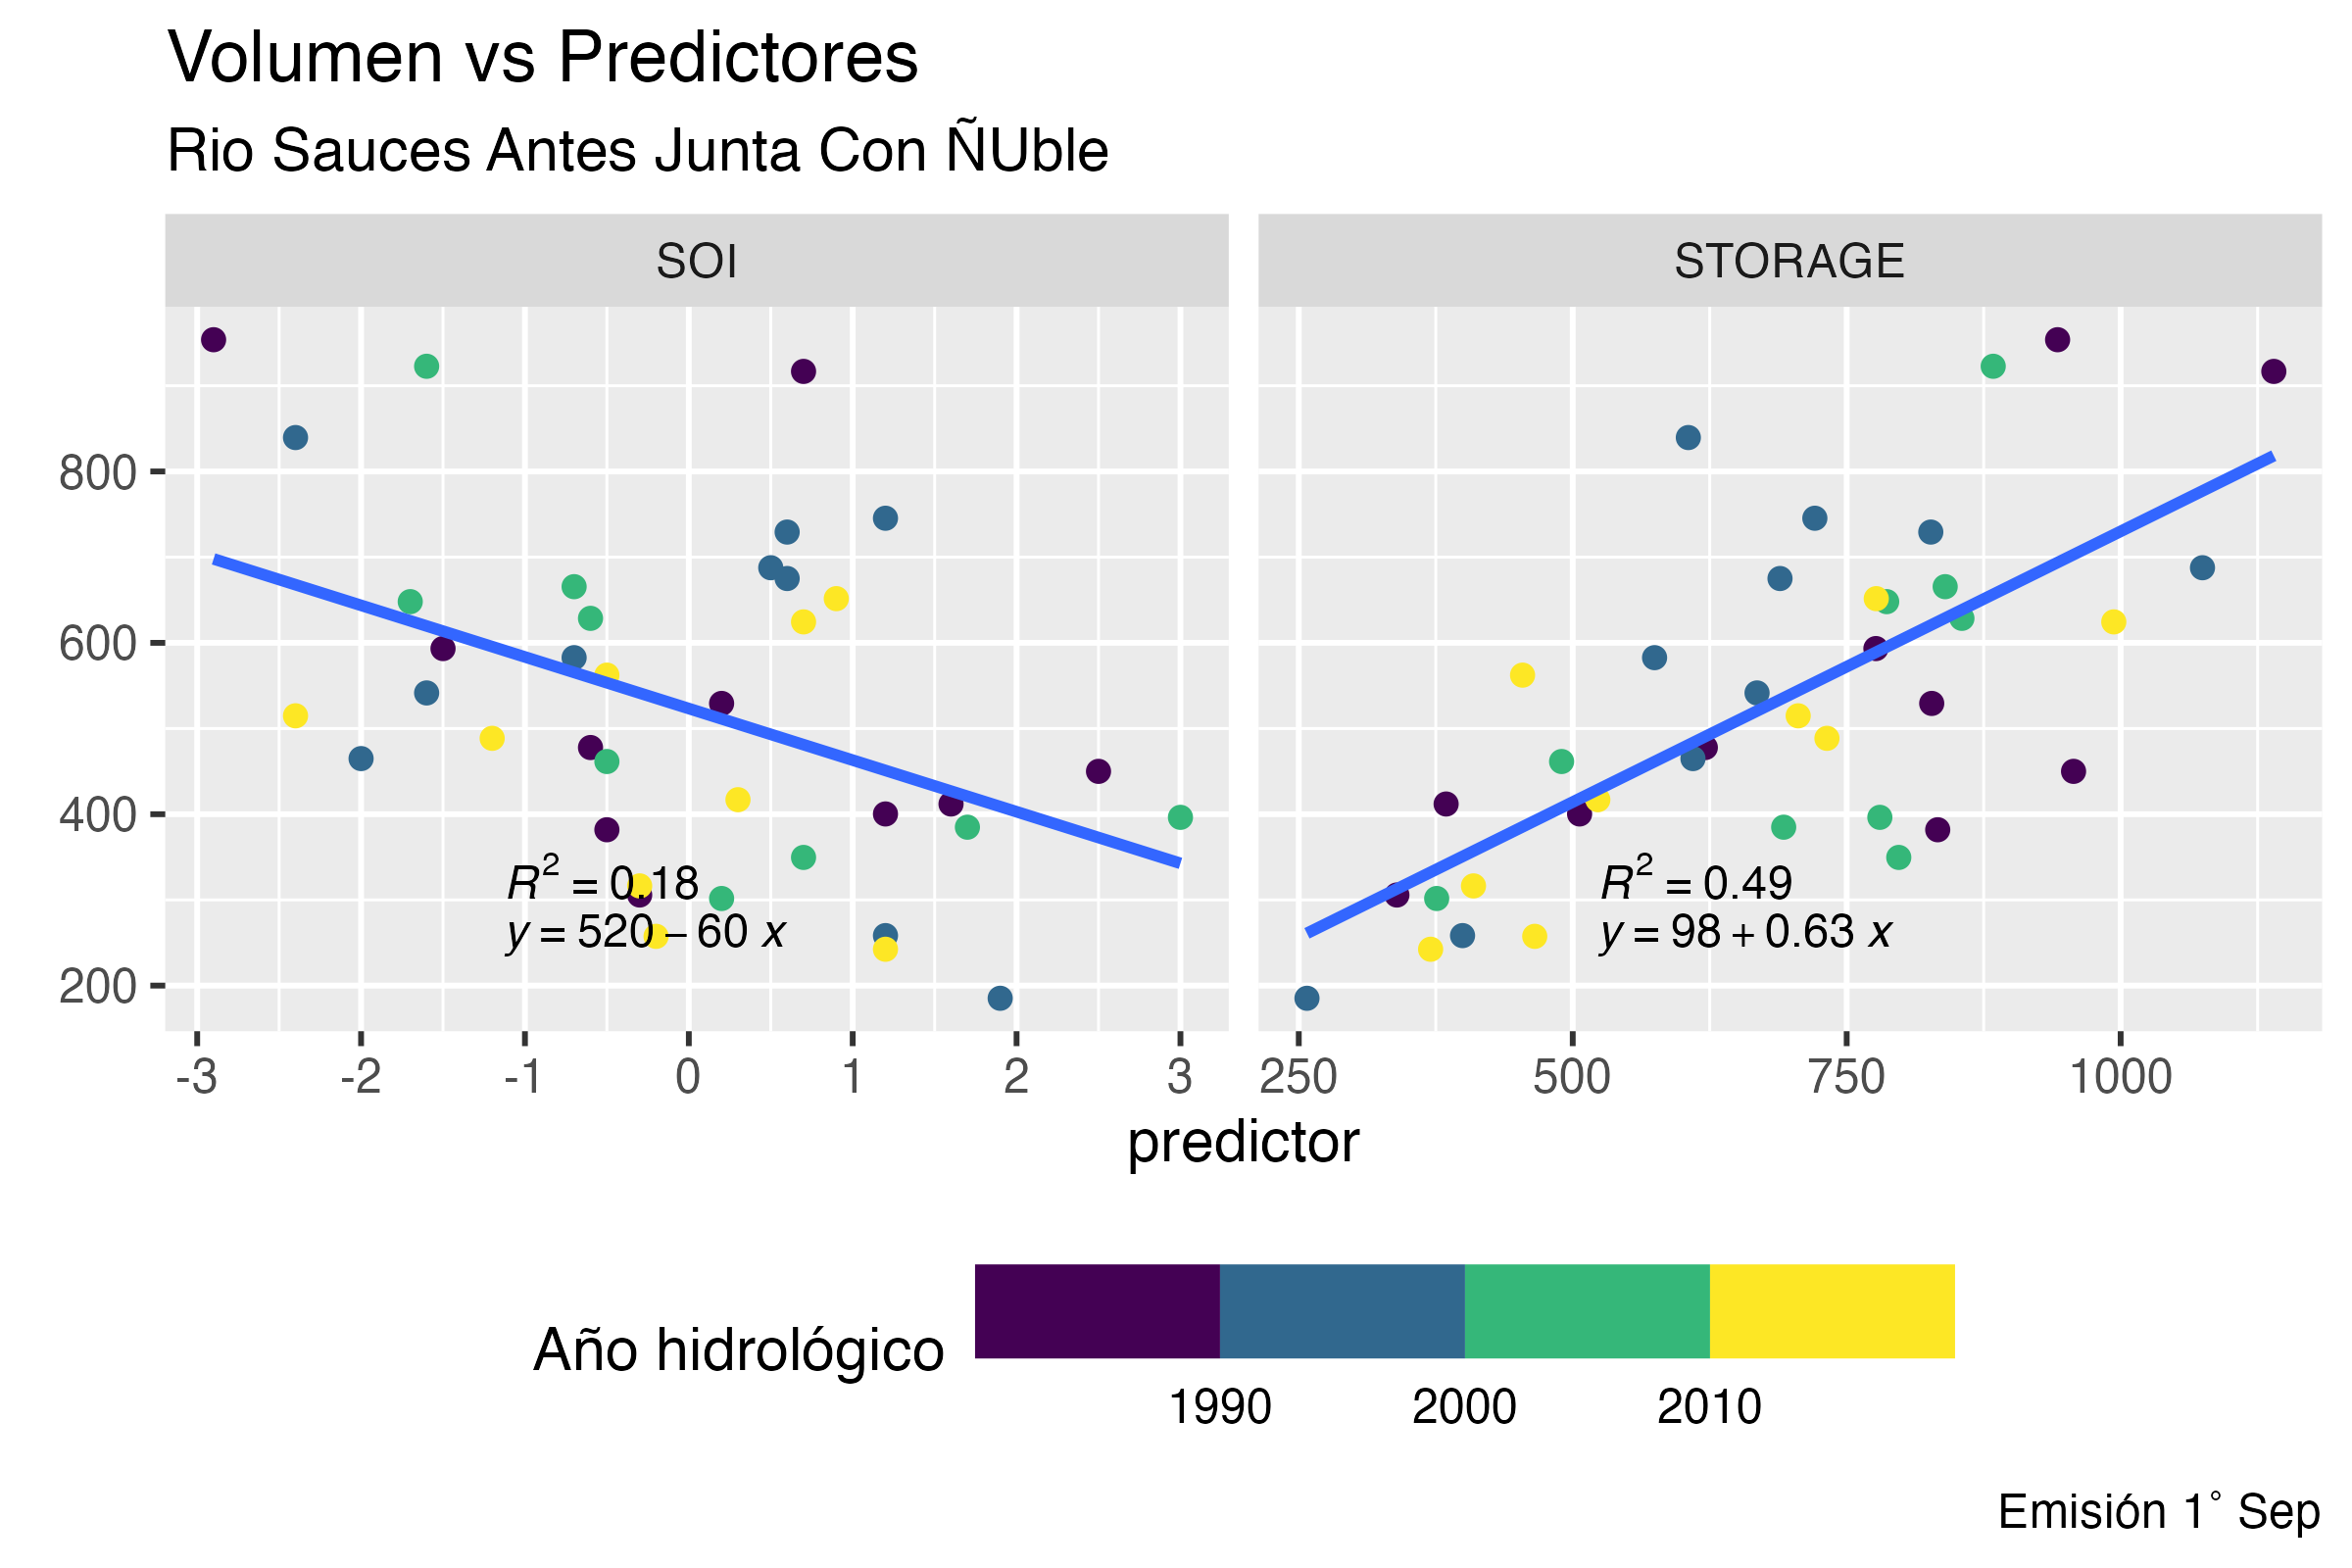 Volumen vs Predictores
Rio Sauces Antes Junta Con ÑUble
SOI
STORAGE
800
600
400
200
R² = 0.18
y = 520 − 60 x
R² = 0.49
y = 98 + 0.63 x
-3 -2 -1 0 1 2 3 250 500 750 1000
predictor
Año hidrológico
1990 2000 2010
Emisión 1° Sep